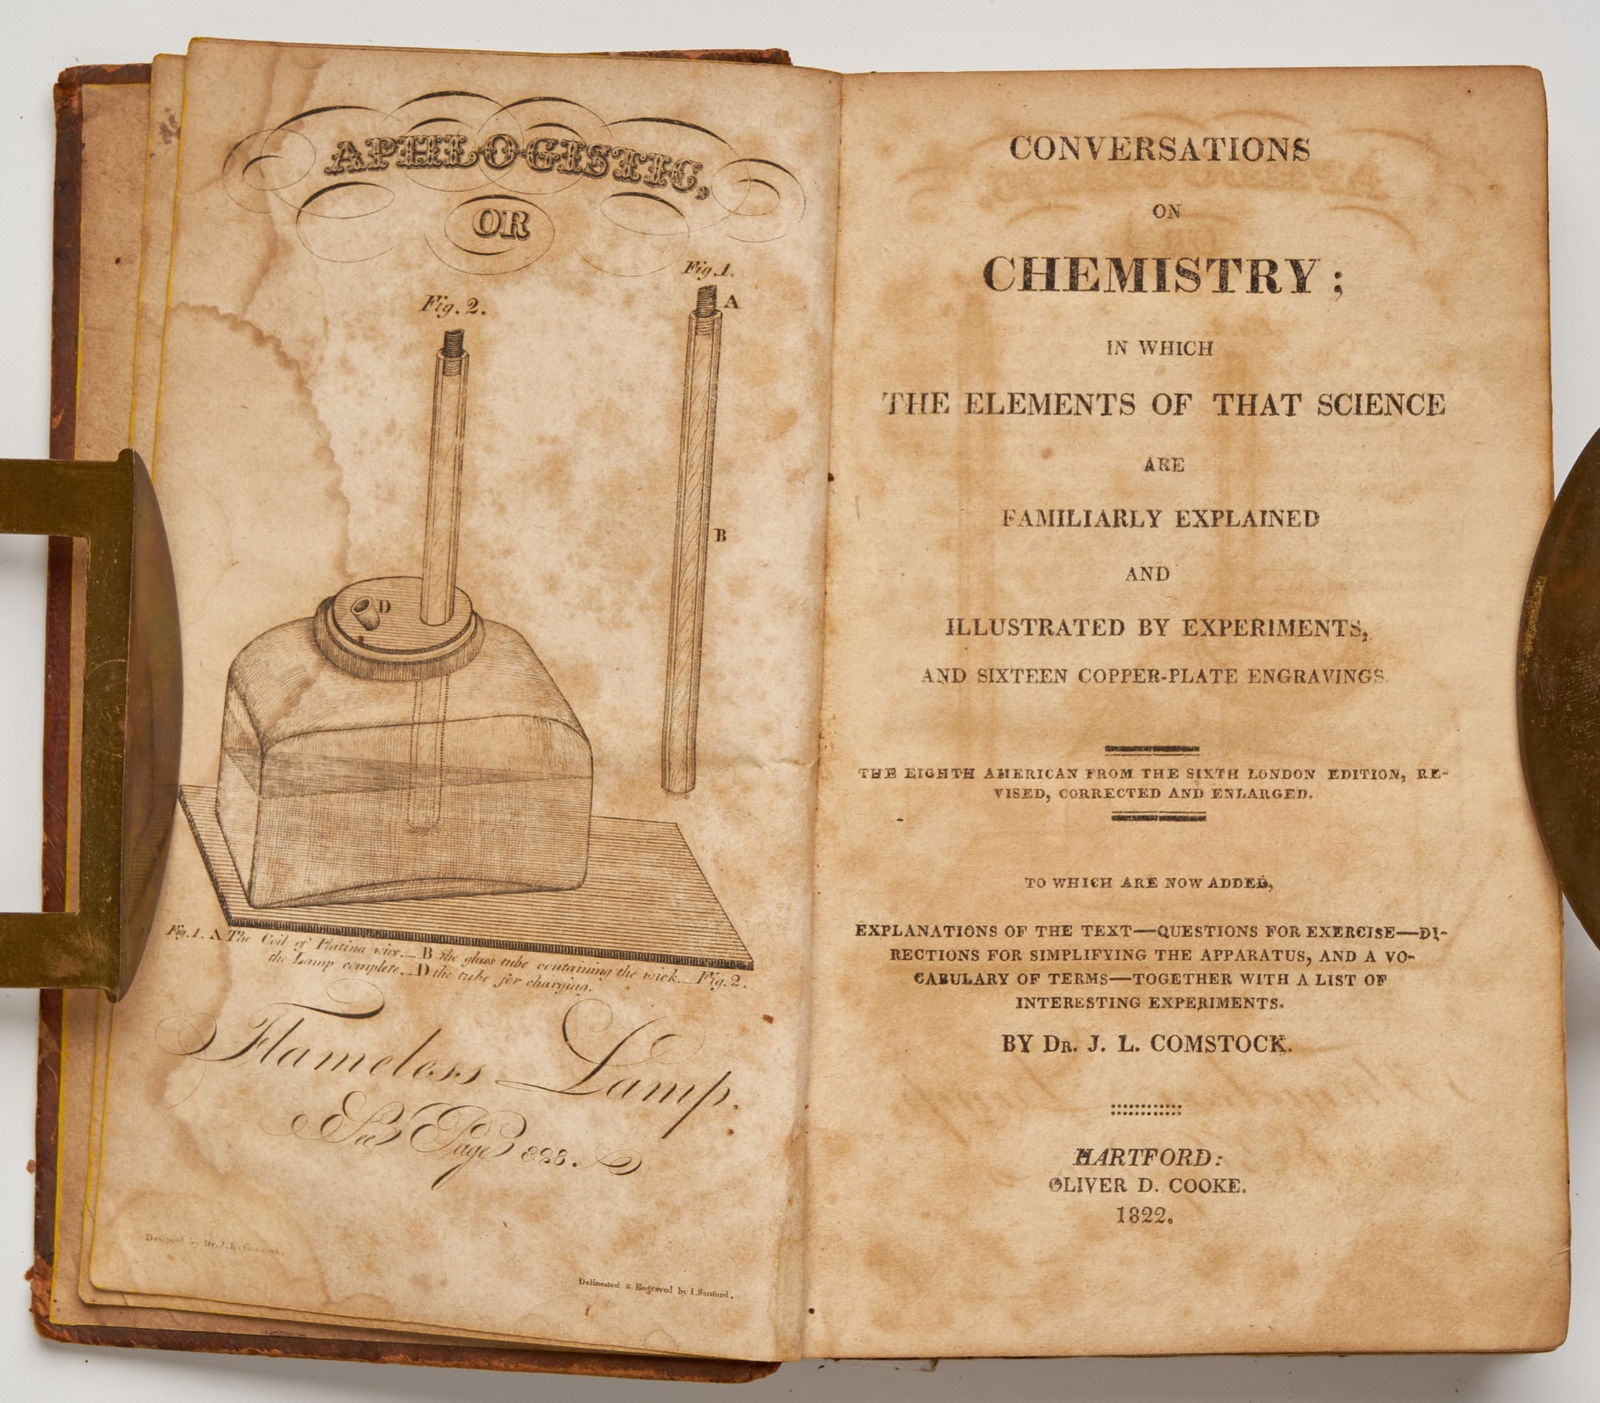 APHLOGISTIC,
OR
Fig. 1.
A
Fig. 2.
B
D
Fig. 1. A The Coil of Platina wire.—B the glass tube containing the wick.—Fig. 2.
the Lamp complete.—D the tube for charging.
Flameless Lamp.
See Page 328.
Designed by Dr. J. L. Comstock.
Delineated & Engraved by I. Sanford.
CONVERSATIONS
ON
CHEMISTRY;
IN WHICH
THE ELEMENTS OF THAT SCIENCE
ARE
FAMILIARLY EXPLAINED
AND
ILLUSTRATED BY EXPERIMENTS,
AND SIXTEEN COPPER-PLATE ENGRAVINGS
THE EIGHTH AMERICAN FROM THE SIXTH LONDON EDITION, RE-
VISED, CORRECTED AND ENLARGED.
TO WHICH ARE NOW ADDED,
EXPLANATIONS OF THE TEXT—QUESTIONS FOR EXERCISE—DI-
RECTIONS FOR SIMPLIFYING THE APPARATUS, AND A VO-
CABULARY OF TERMS—TOGETHER WITH A LIST OF
INTERESTING EXPERIMENTS.
BY DR. J. L. COMSTOCK.
HARTFORD:
OLIVER D. COOKE.
1822.